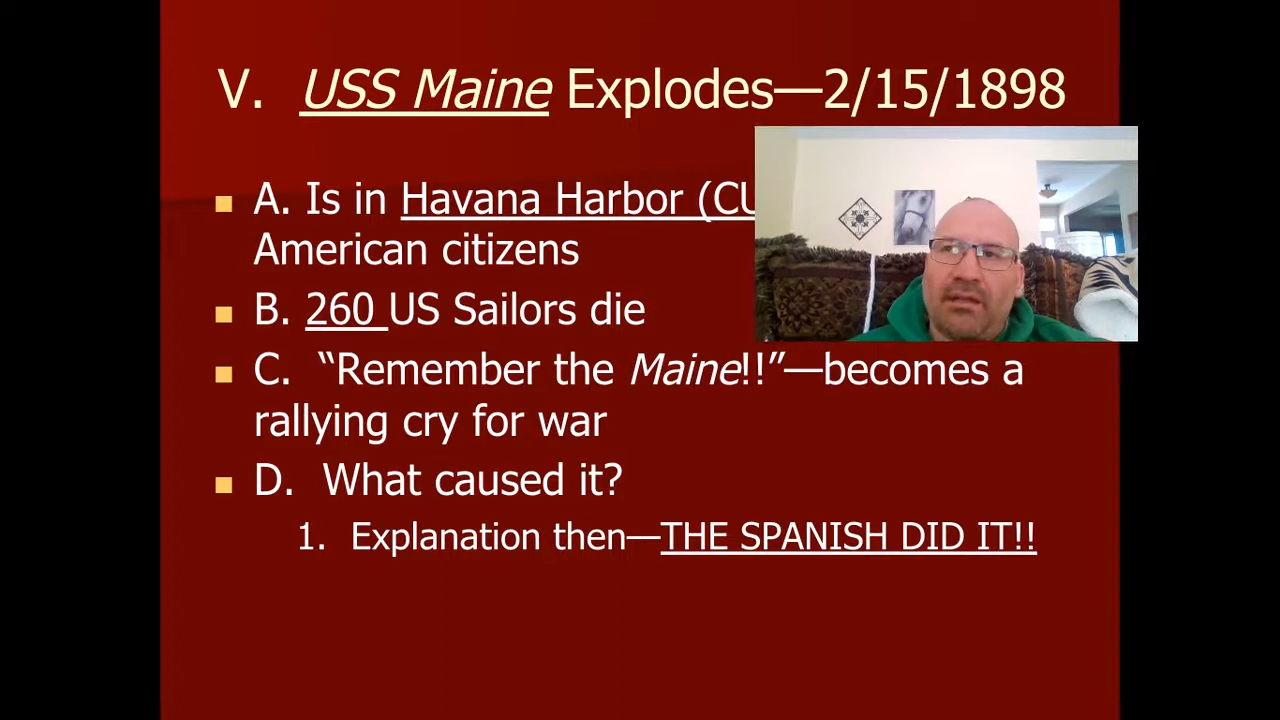 V. USS Maine Explodes—2/15/1898
A. Is in Havana Harbor (CU
American citizens
B. 260 US Sailors die
C. “Remember the Maine!!”—becomes a
rallying cry for war
D. What caused it?
1. Explanation then—THE SPANISH DID IT!!